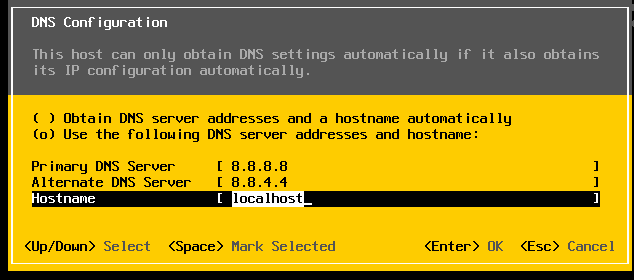 DNS Configuration
This host can only obtain DNS settings automatically if it also obtains
its IP configuration automatically.
( ) Obtain DNS server addresses and a hostname automatically
(o) Use the following DNS server addresses and hostname:
Primary DNS Server [ 8.8.8.8 ]
Alternate DNS Server [ 8.8.4.4 ]
Hostname [ localhost_ ]
<Up/Down> Select <Space> Mark Selected <Enter> OK <Esc> Cancel